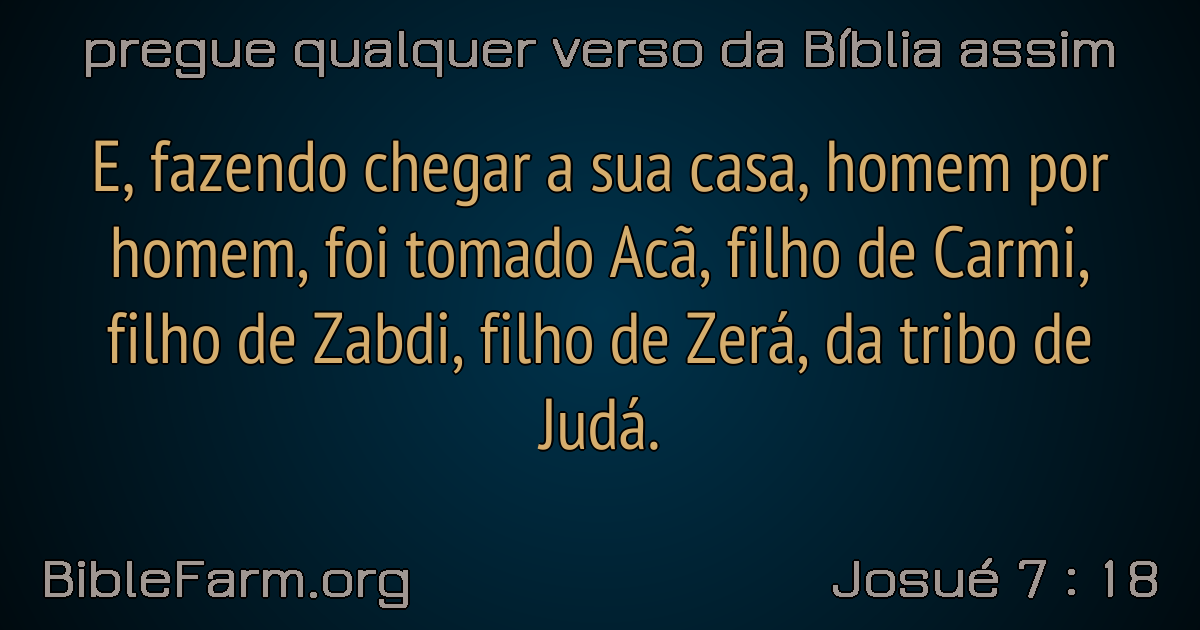 pregue qualquer verso da Bíblia assim
E, fazendo chegar a sua casa, homem por
homem, foi tomado Acã, filho de Carmi,
filho de Zabdi, filho de Zerá, da tribo de
Judá.
BibleFarm.org
Josué 7 : 18